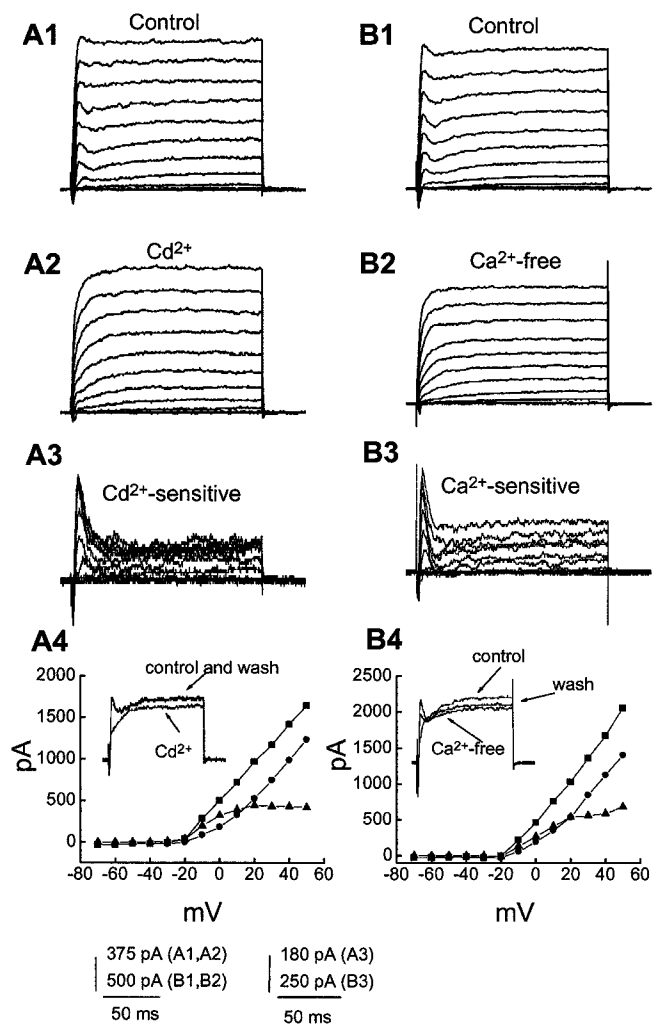 A1 Control
B1 Control
A2 Cd2+
B2 Ca2+-free
A3 Cd2+-sensitive
B3 Ca2+-sensitive
A4
control and wash
Cd2+
2000
1500
1000
500
0
pA
-80 -60 -40 -20 0 20 40 60
mV
B4
control
wash
Ca2+-free
2500
2000
1500
1000
500
0
pA
-80 -60 -40 -20 0 20 40 60
mV
375 pA (A1,A2)
500 pA (B1,B2)
50 ms
180 pA (A3)
250 pA (B3)
50 ms